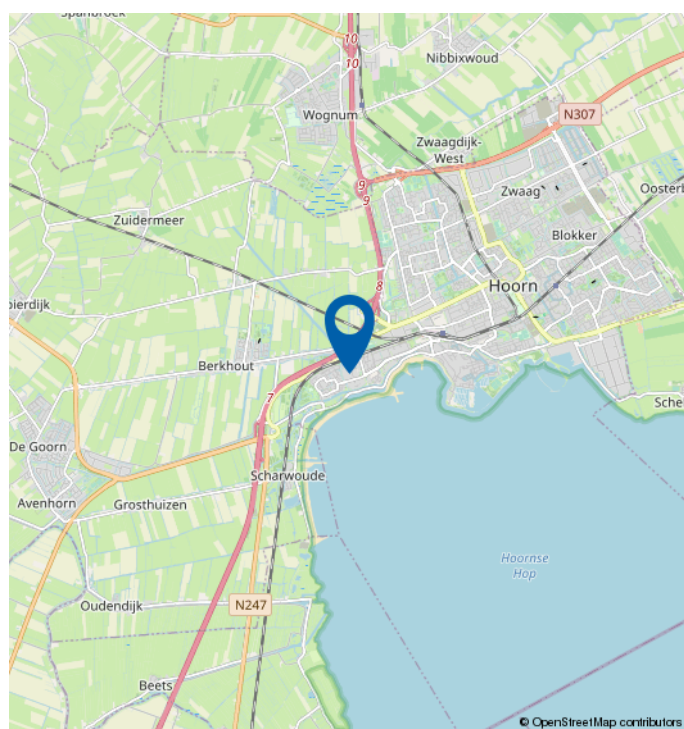 Spanbroek
10
10
Nibbixwoud
Wognum
N307
Zwaagdijk-
West
9
9
Zwaag
Oosterb
Zuidermeer
Blokker
8
Hoorn
pierdijk
Berkhout
7
Sche
De Goorn
Scharwoude
Avenhorn
Grosthuizen
Hoornse
Hop
Oudendijk
N247
Beets
© OpenStreetMap contributors